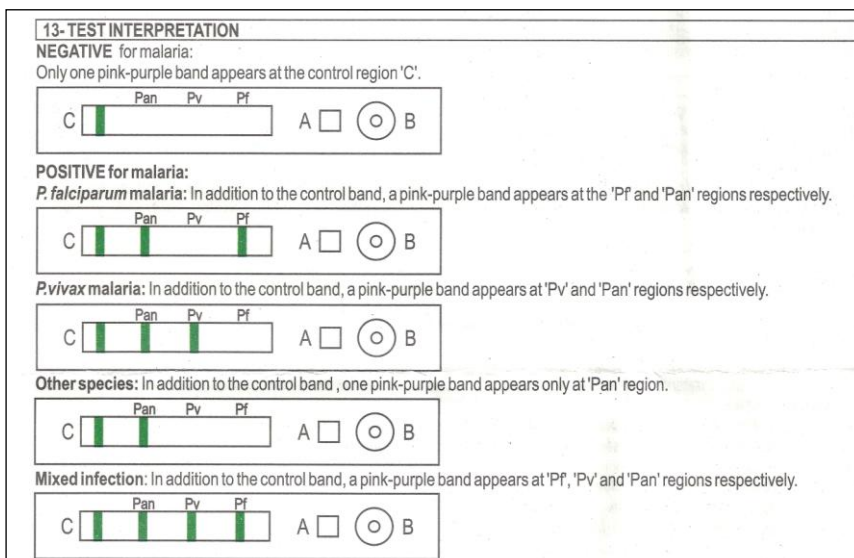 13- TEST INTERPRETATION
NEGATIVE for malaria:
Only one pink-purple band appears at the control region 'C'.
Pan Pv Pf
C A B
POSITIVE for malaria:
P. falciparum malaria: In addition to the control band, a pink-purple band appears at the 'Pf' and 'Pan' regions respectively.
Pan Pv Pf
C A B
P.vivax malaria: In addition to the control band, a pink-purple band appears at 'Pv' and 'Pan' regions respectively.
Pan Pv Pf
C A B
Other species: In addition to the control band , one pink-purple band appears only at 'Pan' region.
Pan Pv Pf
C A B
Mixed infection: In addition to the control band, a pink-purple band appears at 'Pf', 'Pv' and 'Pan' regions respectively.
Pan Pv Pf
C A B